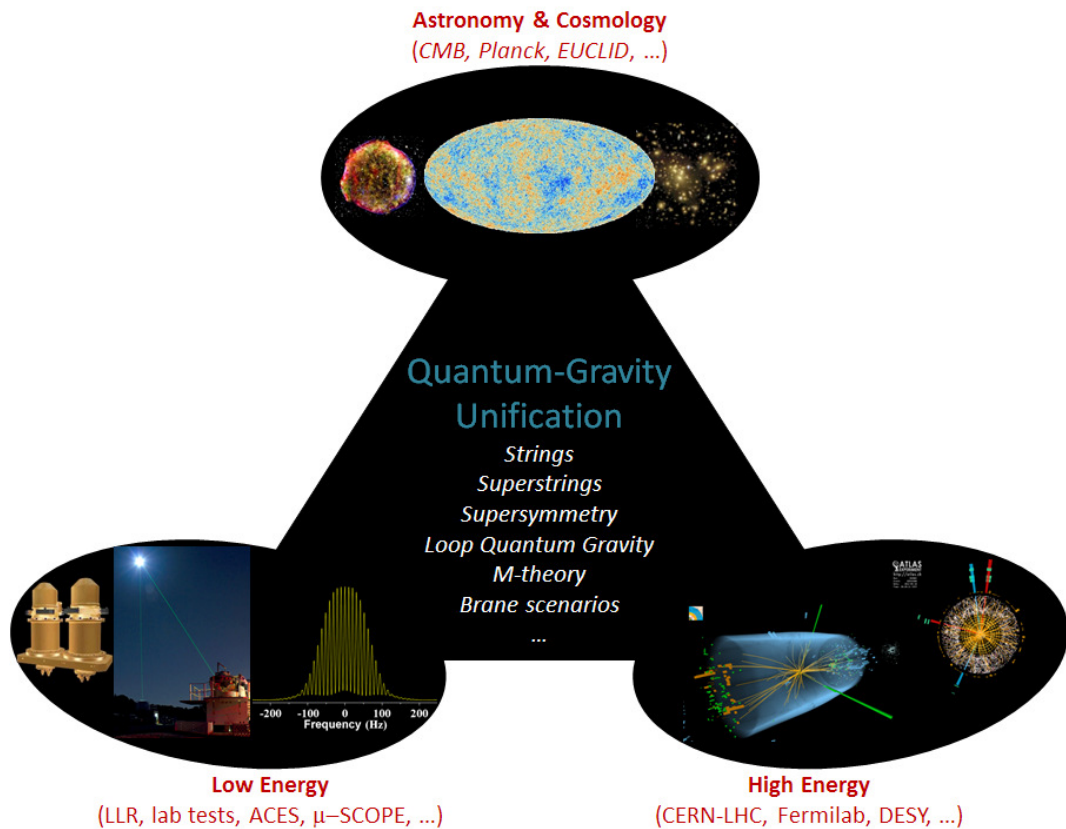 Astronomy & Cosmology
(CMB, Planck, EUCLID, ...)
Quantum-Gravity
Unification
Strings
Superstrings
Supersymmetry
Loop Quantum Gravity
M-theory
Brane scenarios
...
ATLAS
EXPERIMENT
-200 -100 0 100 200
Frequency (Hz)
Low Energy
(LLR, lab tests, ACES, μ–SCOPE, ...)
High Energy
(CERN-LHC, Fermilab, DESY, ...)